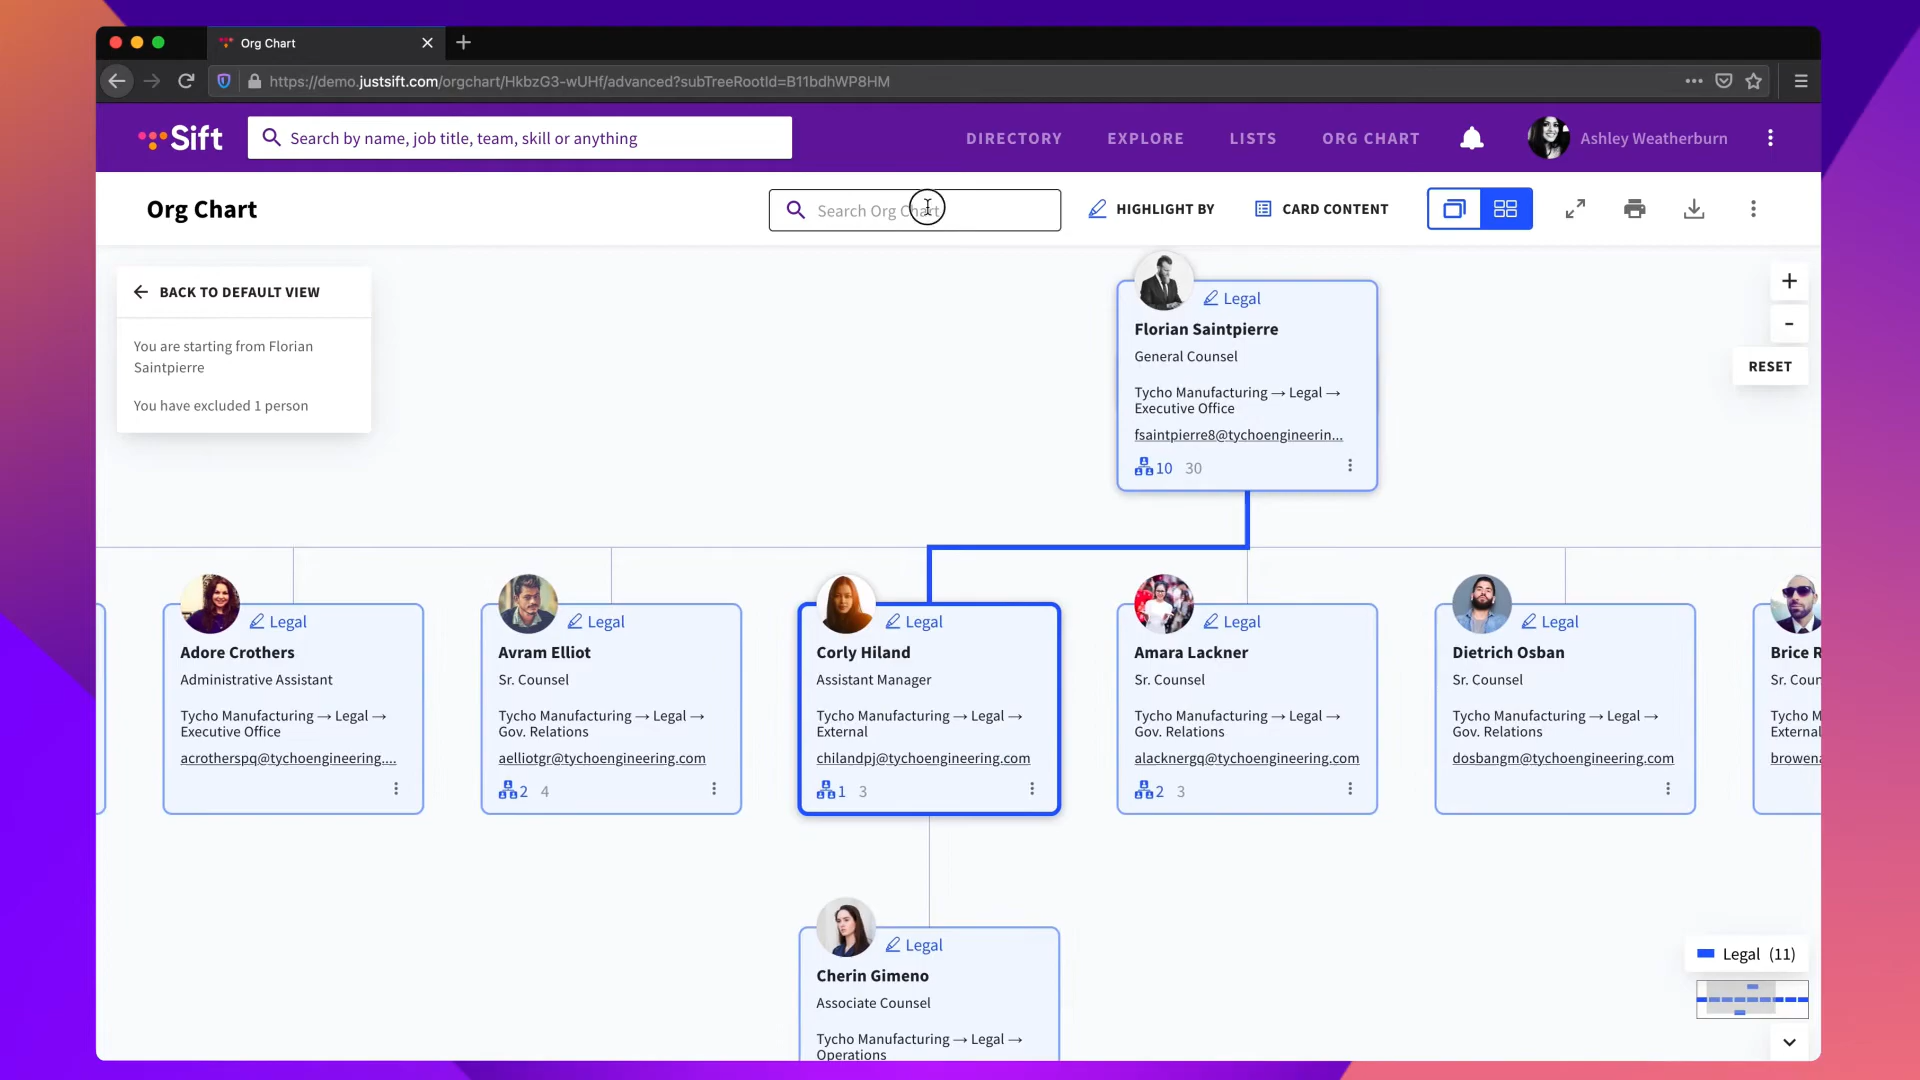 Org Chart
https://demo.justsift.com/orgchart/HkbzG3-wUHf/advanced?subTreeRootId=B11bdhWP8HM
Sift
Search by name, job title, team, skill or anything
DIRECTORY
EXPLORE
LISTS
ORG CHART
Ashley Weatherburn
Org Chart
Search Org Chart
HIGHLIGHT BY
CARD CONTENT
BACK TO DEFAULT VIEW
You are starting from Florian
Saintpierre
You have excluded 1 person
+
-
RESET
Legal
Florian Saintpierre
General Counsel
Tycho Manufacturing → Legal →
Executive Office
fsaintpierre8@tychoengineerin...
10 30
Legal
Adore Crothers
Administrative Assistant
Tycho Manufacturing → Legal →
Executive Office
acrotherspq@tychoengineering....
Legal
Avram Elliot
Sr. Counsel
Tycho Manufacturing → Legal →
Gov. Relations
aelliotgr@tychoengineering.com
2 4
Legal
Corly Hiland
Assistant Manager
Tycho Manufacturing → Legal →
External
chilandpj@tychoengineering.com
1 3
Legal
Amara Lackner
Sr. Counsel
Tycho Manufacturing → Legal →
Gov. Relations
alacknergq@tychoengineering.com
2 3
Legal
Dietrich Osban
Sr. Counsel
Tycho Manufacturing → Legal →
Gov. Relations
dosbangm@tychoengineering.com
Brice R
Sr. Coun
Tycho M
External
browena
Legal
Cherin Gimeno
Associate Counsel
Tycho Manufacturing → Legal →
Operations
Legal (11)